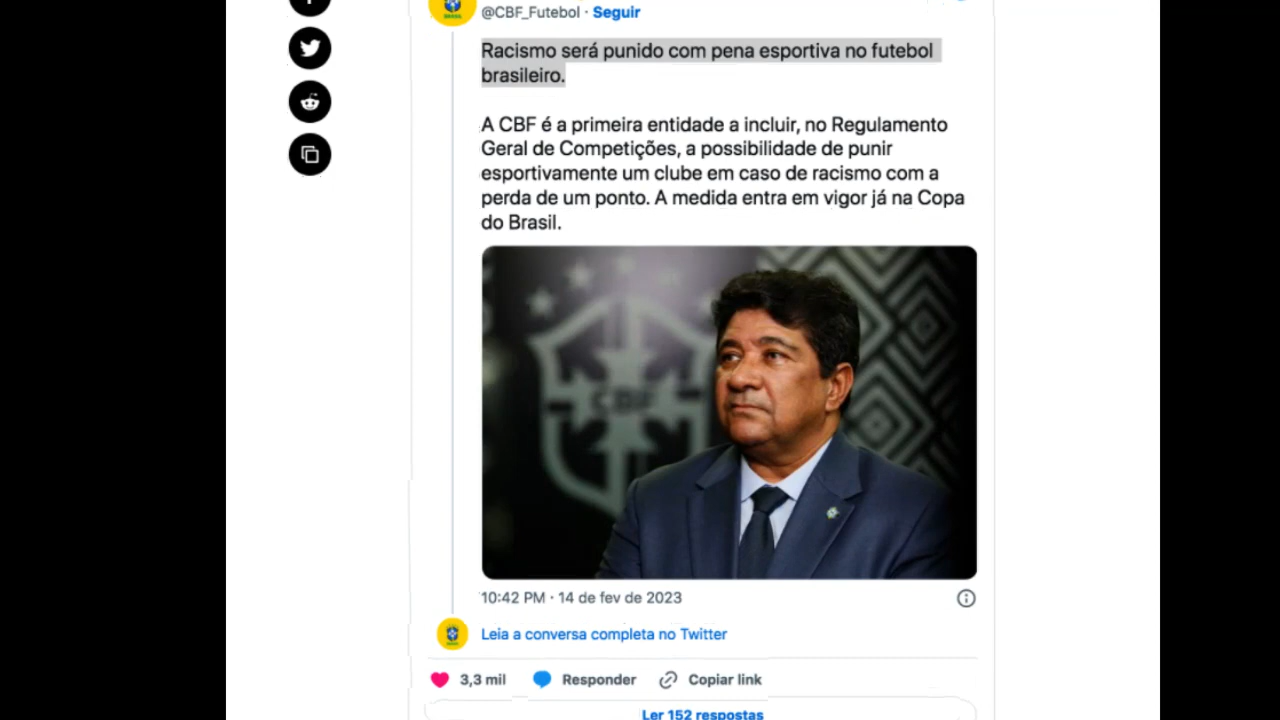 @CBF_Futebol · Seguir
Racismo será punido com pena esportiva no futebol
brasileiro.
A CBF é a primeira entidade a incluir, no Regulamento
Geral de Competições, a possibilidade de punir
esportivamente um clube em caso de racismo com a
perda de um ponto. A medida entra em vigor já na Copa
do Brasil.
CBF
10:42 PM · 14 de fev de 2023
Leia a conversa completa no Twitter
3,3 mil Responder Copiar link
Ler 152 respostas